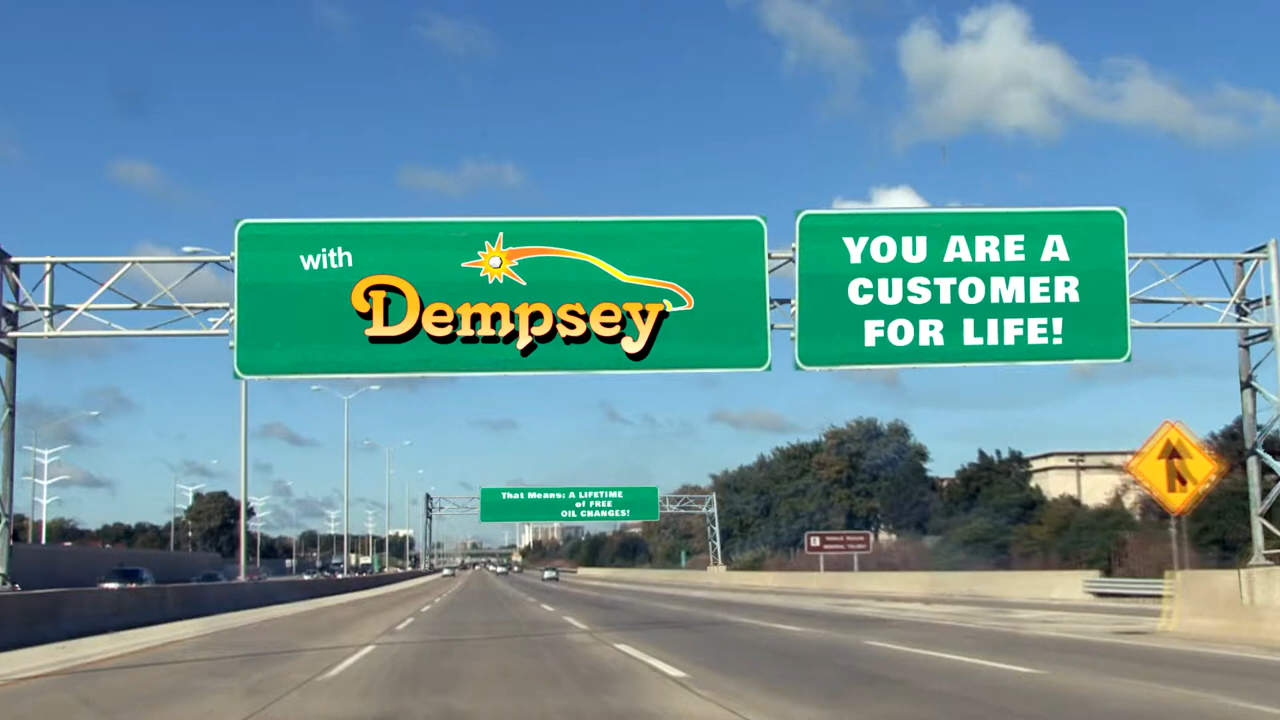 with
Dempsey
YOU ARE A
CUSTOMER
FOR LIFE!
That Means: A LIFETIME
of FREE
OIL CHANGES!